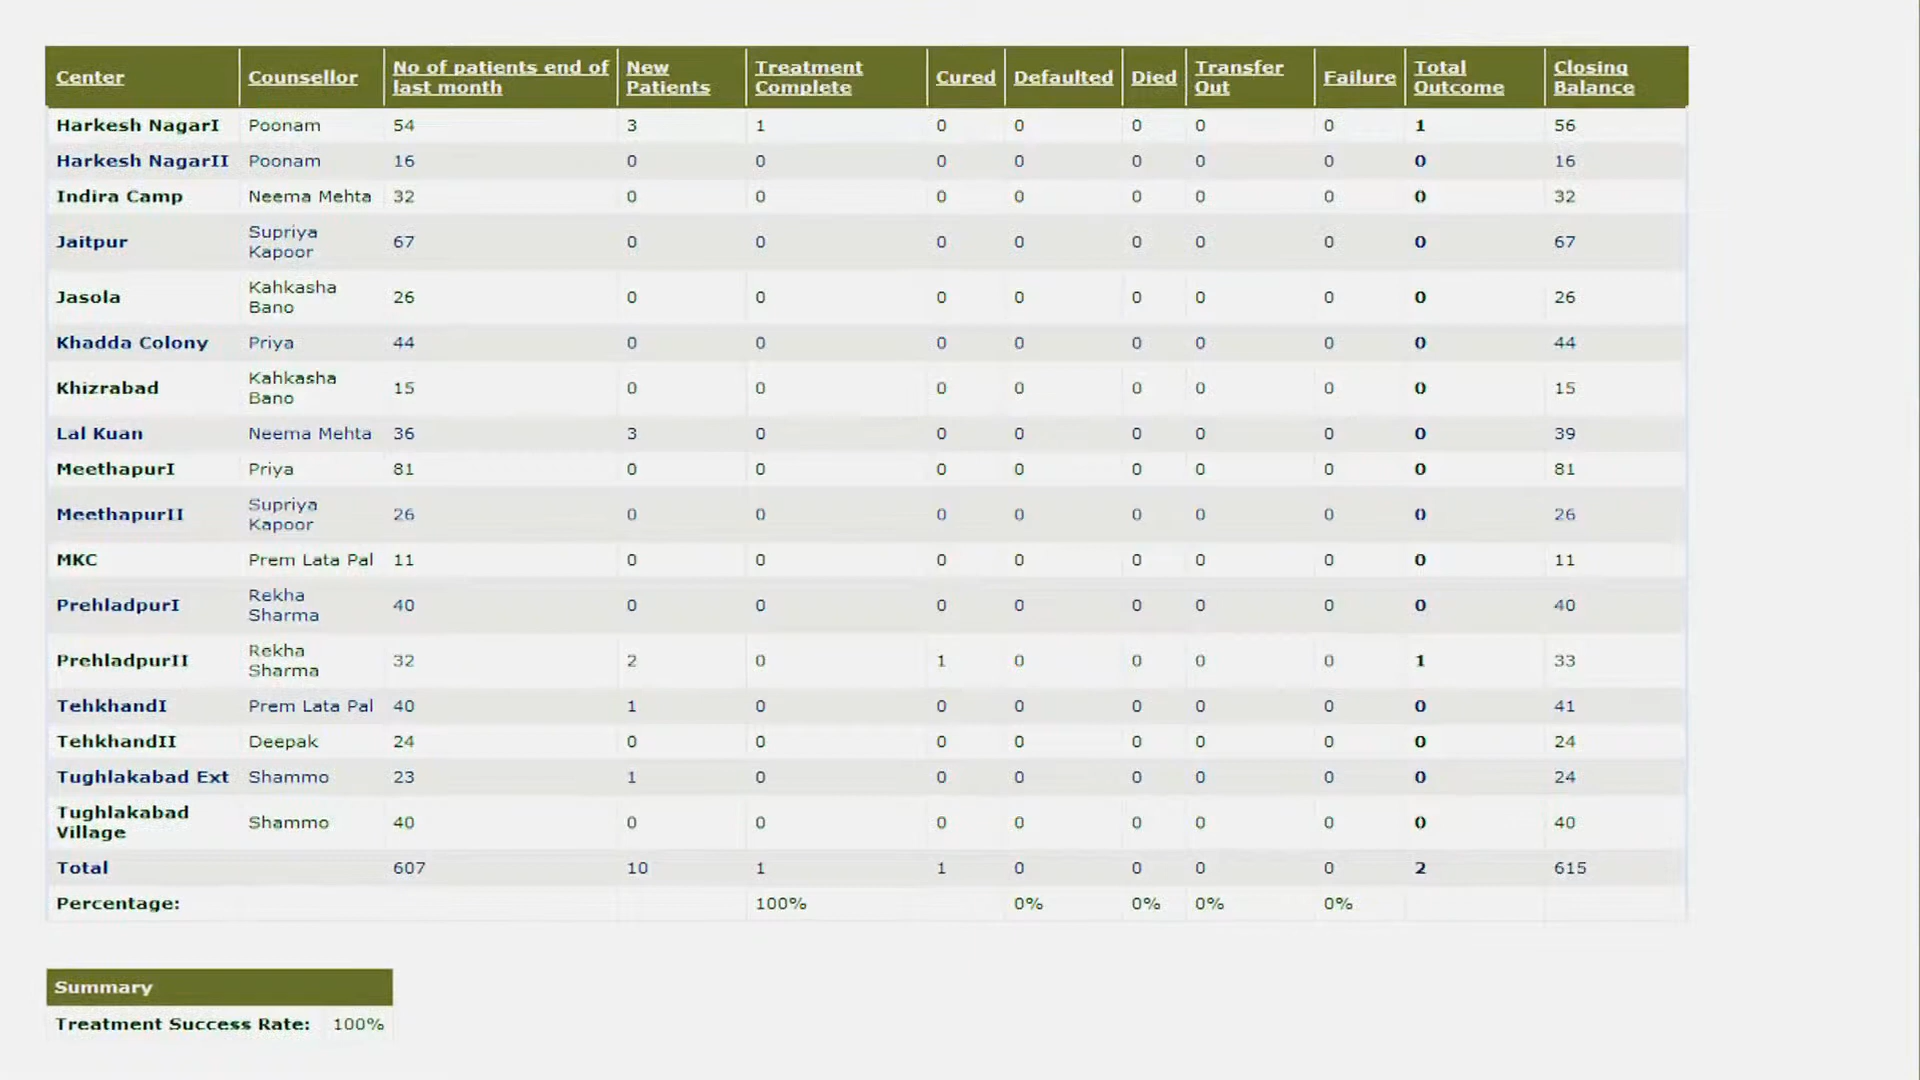 Center Counsellor No of patients end of last month New Patients Treatment Complete Cured Defaulted Died Transfer Out Failure Total Outcome Closing Balance
Harkesh NagarI Poonam 54 3 1 0 0 0 0 0 1 56
Harkesh NagarII Poonam 16 0 0 0 0 0 0 0 0 16
Indira Camp Neema Mehta 32 0 0 0 0 0 0 0 0 32
Jaitpur Supriya Kapoor 67 0 0 0 0 0 0 0 0 67
Jasola Kahkasha Bano 26 0 0 0 0 0 0 0 0 26
Khadda Colony Priya 44 0 0 0 0 0 0 0 0 44
Khizrabad Kahkasha Bano 15 0 0 0 0 0 0 0 0 15
Lal Kuan Neema Mehta 36 3 0 0 0 0 0 0 0 39
MeethapurI Priya 81 0 0 0 0 0 0 0 0 81
MeethapurII Supriya Kapoor 26 0 0 0 0 0 0 0 0 26
MKC Prem Lata Pal 11 0 0 0 0 0 0 0 0 11
PrehladpurI Rekha Sharma 40 0 0 0 0 0 0 0 0 40
PrehladpurII Rekha Sharma 32 2 0 1 0 0 0 0 1 33
TehkhandI Prem Lata Pal 40 1 0 0 0 0 0 0 0 41
TehkhandII Deepak 24 0 0 0 0 0 0 0 0 24
Tughlakabad Ext Shammo 23 1 0 0 0 0 0 0 0 24
Tughlakabad Village Shammo 40 0 0 0 0 0 0 0 0 40
Total 607 10 1 1 0 0 0 0 2 615
Percentage: 100% 0% 0% 0% 0%
Summary
Treatment Success Rate: 100%